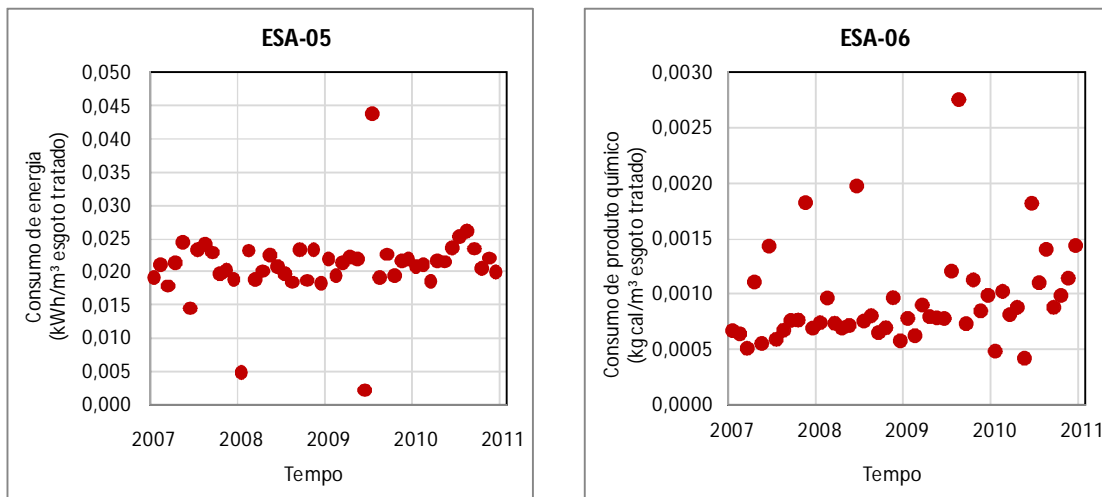 ESA-05
Consumo de energia
(kWh/m³ esgoto tratado)
0,050
0,045
0,040
0,035
0,030
0,025
0,020
0,015
0,010
0,005
0,000
2007 2008 2009 2010 2011
Tempo
ESA-06
Consumo de produto químico
(kg cal/m³ esgoto tratado)
0,0030
0,0025
0,0020
0,0015
0,0010
0,0005
0,0000
2007 2008 2009 2010 2011
Tempo